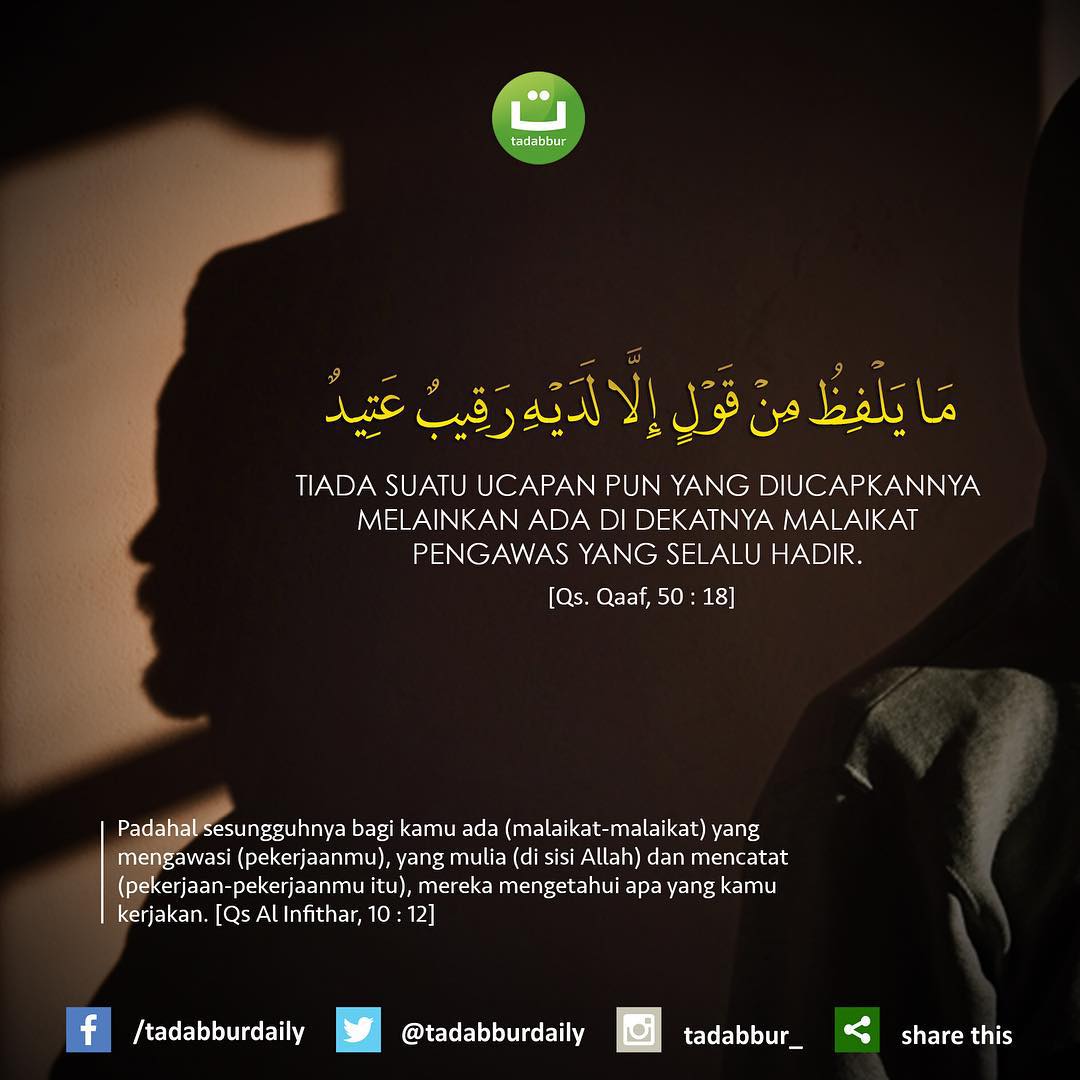 ت
tadabbur
مَا يَلْفِظُ مِنْ قَوْلٍ إِلَّا لَدَيْهِ رَقِيبٌ عَتِيدٌ
TIADA SUATU UCAPAN PUN YANG DIUCAPKANNYA
MELAINKAN ADA DI DEKATNYA MALAIKAT
PENGAWAS YANG SELALU HADIR.
[Qs. Qaaf, 50 : 18]
Padahal sesungguhnya bagi kamu ada (malaikat-malaikat) yang
mengawasi (pekerjaanmu), yang mulia (di sisi Allah) dan mencatat
(pekerjaan-pekerjaanmu itu), mereka mengetahui apa yang kamu
kerjakan. [Qs Al Infithar, 10 : 12]
/tadabburdaily
@tadabburdaily
tadabbur_
share this